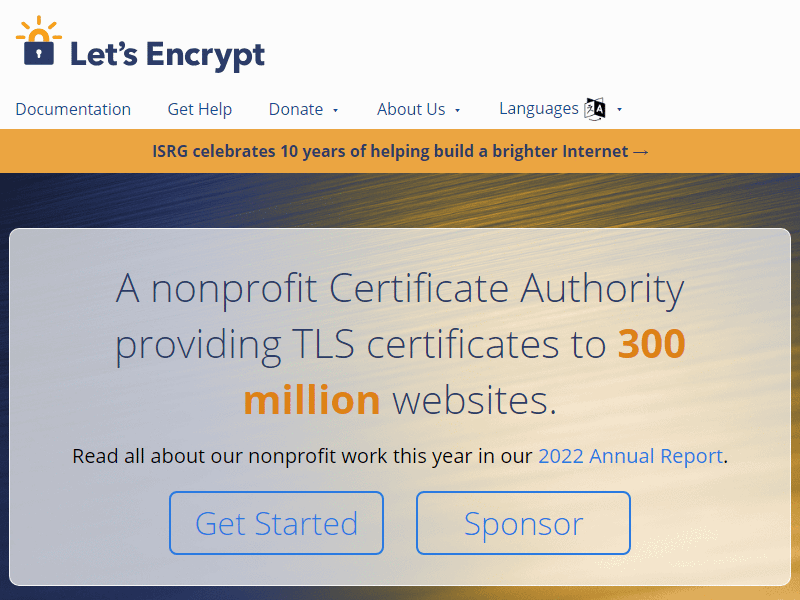 Let's Encrypt
Documentation Get Help Donate About Us Languages
ISRG celebrates 10 years of helping build a brighter Internet →
A nonprofit Certificate Authority
providing TLS certificates to 300
million websites.
Read all about our nonprofit work this year in our 2022 Annual Report.
Get Started Sponsor